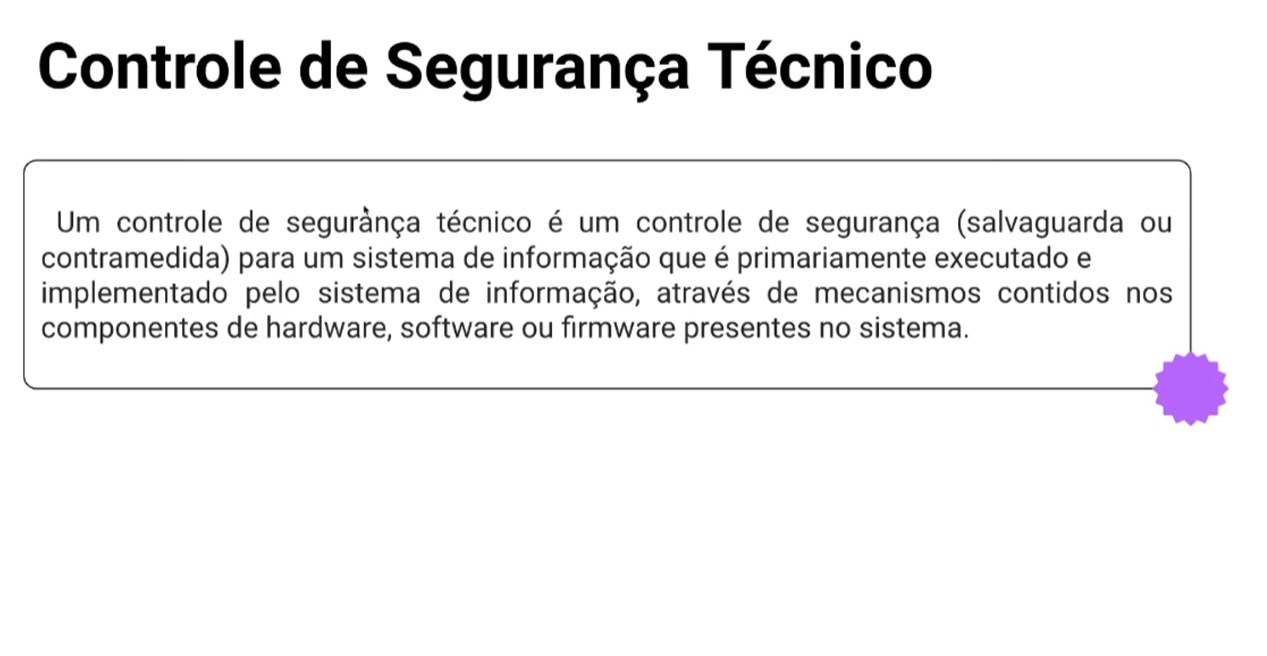 Controle de Segurança Técnico
Um controle de segurança técnico é um controle de segurança (salvaguarda ou
contramedida) para um sistema de informação que é primariamente executado e
implementado pelo sistema de informação, através de mecanismos contidos nos
componentes de hardware, software ou firmware presentes no sistema.